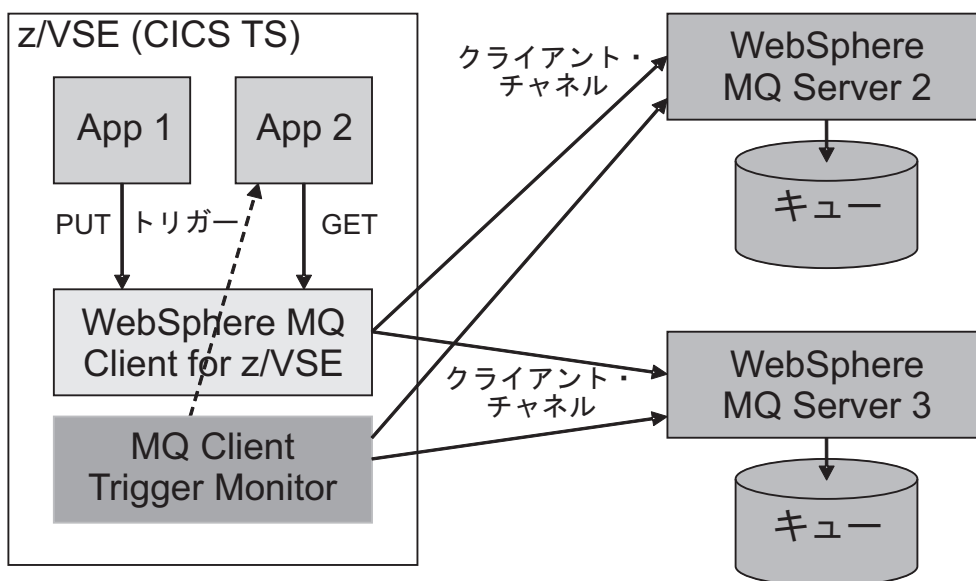 z/VSE (CICS TS)
App 1
App 2
PUT
トリガー
GET
WebSphere MQ
Client for z/VSE
MQ Client
Trigger Monitor
クライアント・
チャネル
WebSphere
MQ Server 2
キュー
クライアント・
チャネル
WebSphere
MQ Server 3
キュー